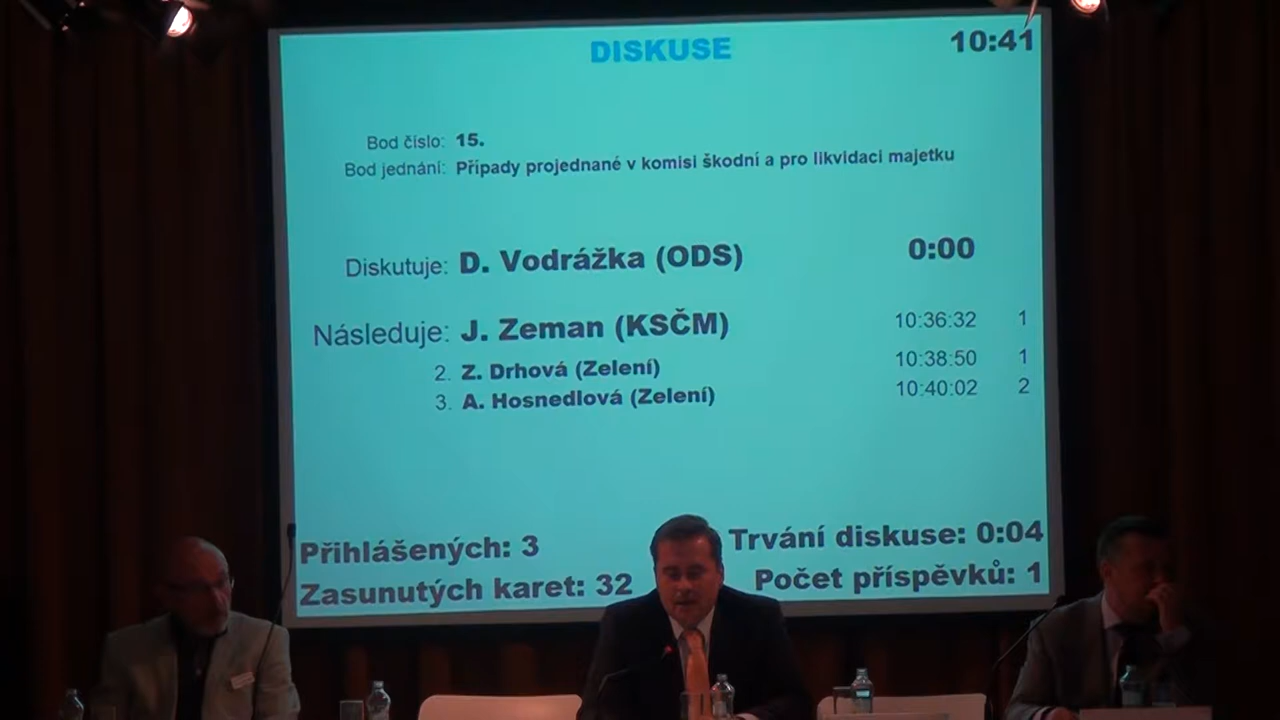 DISKUSE 10:41
Bod číslo: 15.
Bod jednání: Případy projednané v komisi škodní a pro likvidaci majetku
Diskutuje: D. Vodrážka (ODS) 0:00
Následuje: J. Zeman (KSČM) 10:36:32 1
2. Z. Drhová (Zelení) 10:38:50 1
3. A. Hosnedlová (Zelení) 10:40:02 2
Přihlášených: 3 Trvání diskuse: 0:04
Zasunutých karet: 32 Počet příspěvků: 1